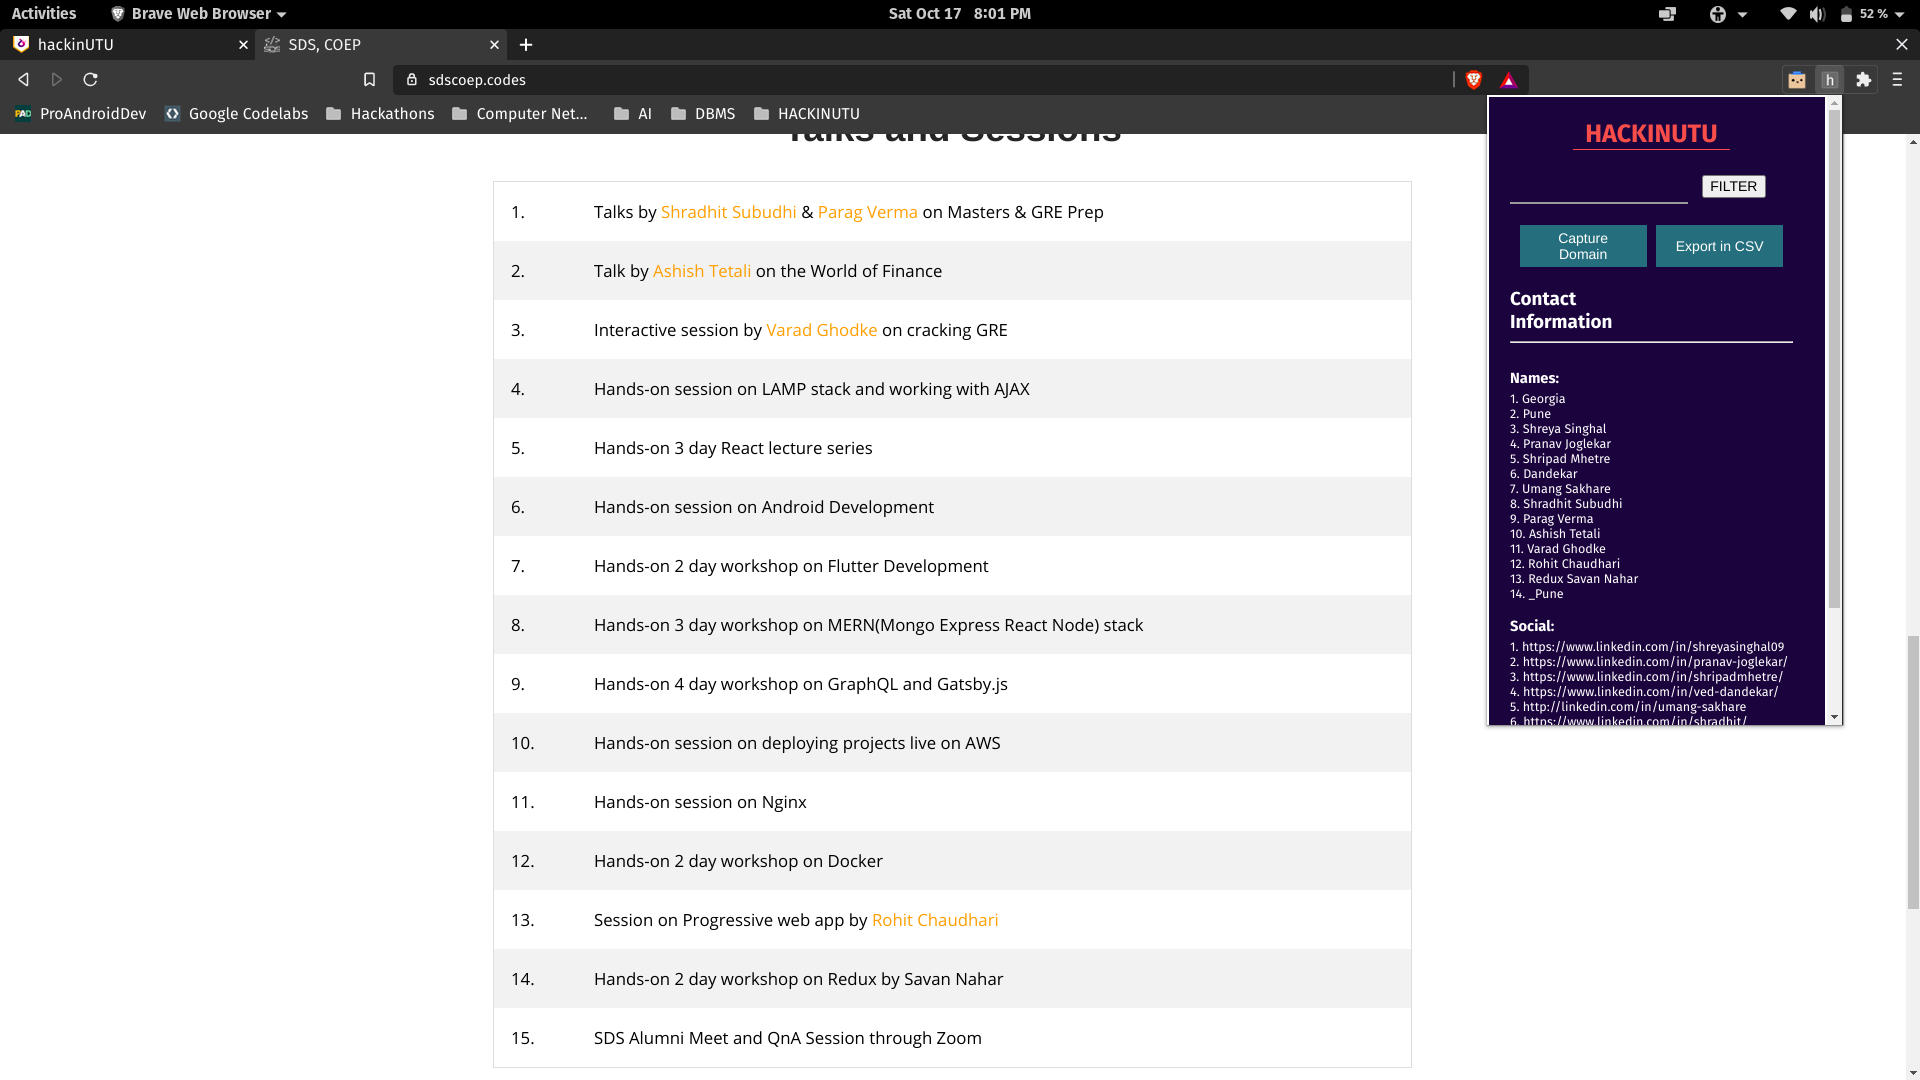 Activities
Brave Web Browser
Sat Oct 17 8:01 PM
52 %
hackinUTU
SDS, COEP
sdscoep.codes
h
PAD ProAndroidDev
Google Codelabs
Hackathons
Computer Net...
AI
DBMS
HACKINUTU
Talks and Sessions
1. Talks by Shradhit Subudhi & Parag Verma on Masters & GRE Prep
2. Talk by Ashish Tetali on the World of Finance
3. Interactive session by Varad Ghodke on cracking GRE
4. Hands-on session on LAMP stack and working with AJAX
5. Hands-on 3 day React lecture series
6. Hands-on session on Android Development
7. Hands-on 2 day workshop on Flutter Development
8. Hands-on 3 day workshop on MERN(Mongo Express React Node) stack
9. Hands-on 4 day workshop on GraphQL and Gatsby.js
10. Hands-on session on deploying projects live on AWS
11. Hands-on session on Nginx
12. Hands-on 2 day workshop on Docker
13. Session on Progressive web app by Rohit Chaudhari
14. Hands-on 2 day workshop on Redux by Savan Nahar
15. SDS Alumni Meet and QnA Session through Zoom
HACKINUTU
FILTER
Capture
Domain
Export in CSV
Contact
Information
Names:
1. Georgia
2. Pune
3. Shreya Singhal
4. Pranav Joglekar
5. Shripad Mhetre
6. Dandekar
7. Umang Sakhare
8. Shradhit Subudhi
9. Parag Verma
10. Ashish Tetali
11. Varad Ghodke
12. Rohit Chaudhari
13. Redux Savan Nahar
14. _Pune
Social:
1. https://www.linkedin.com/in/shreyasinghal09
2. https://www.linkedin.com/in/pranav-joglekar/
3. https://www.linkedin.com/in/shripadmhetre/
4. https://www.linkedin.com/in/ved-dandekar/
5. http://linkedin.com/in/umang-sakhare
6. https://www.linkedin.com/in/shradhit/